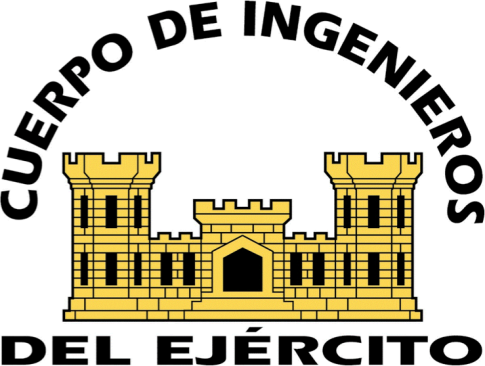 CUERPO DE INGENIEROS
DEL EJÉRCITO